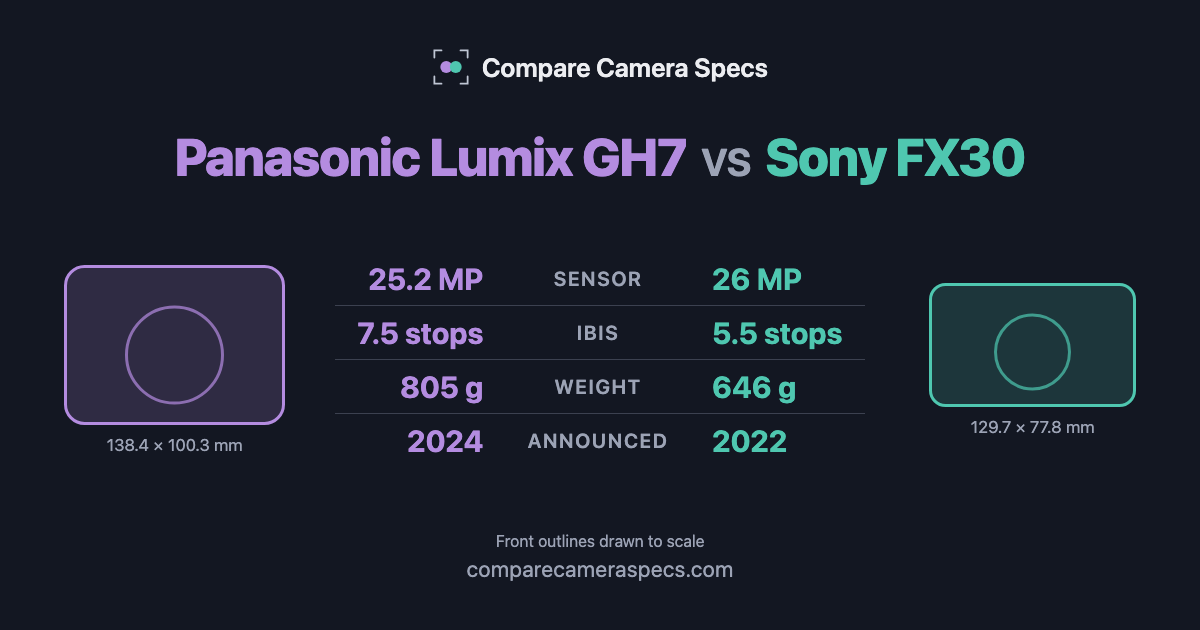 Compare Camera Specs
Panasonic Lumix GH7 vs Sony FX30
25.2 MP SENSOR 26 MP
7.5 stops IBIS 5.5 stops
805 g WEIGHT 646 g
2024 ANNOUNCED 2022
138.4 × 100.3 mm
129.7 × 77.8 mm
Front outlines drawn to scale
comparecameraspecs.com